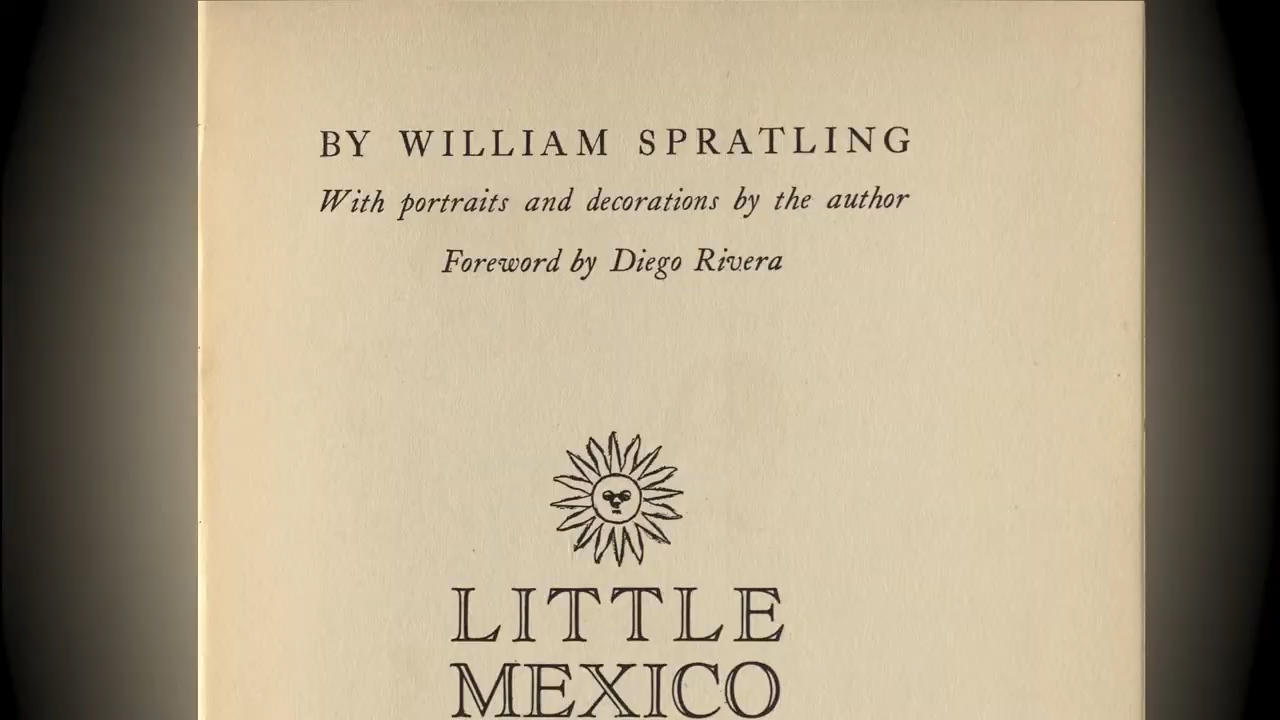 BY WILLIAM SPRATLING
With portraits and decorations by the author
Foreword by Diego Rivera
LITTLE
MEXICO